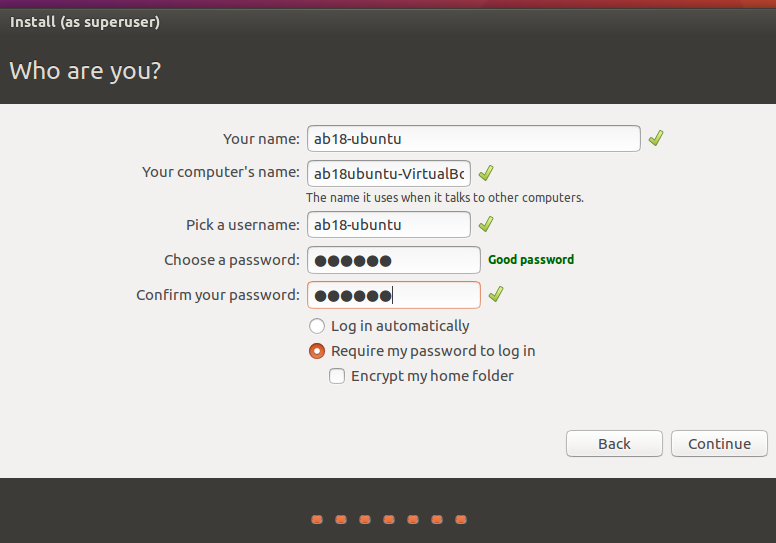 Install (as superuser)
Who are you?
Your name: ab18-ubuntu
Your computer's name: ab18ubuntu-VirtualBo
The name it uses when it talks to other computers.
Pick a username: ab18-ubuntu
Choose a password: ●●●●●● Good password
Confirm your password: ●●●●●●
Log in automatically
Require my password to log in
Encrypt my home folder
Back Continue